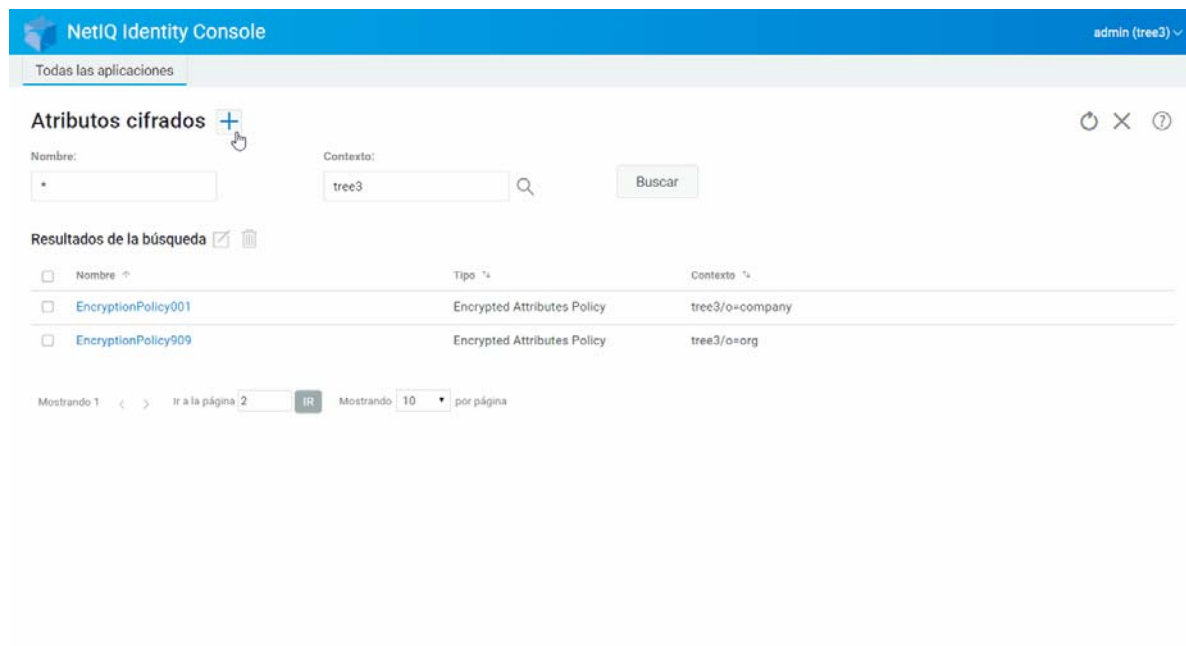 NetIQ Identity Console
admin (tree3)
Todas las aplicaciones
Atributos cifrados
Nombre:
Contexto:
*
tree3
Buscar
Resultados de la búsqueda
Nombre
Tipo
Contexto
EncryptionPolicy001
Encrypted Attributes Policy
tree3/o=company
EncryptionPolicy909
Encrypted Attributes Policy
tree3/o=org
Mostrando 1
Ir a la página
2
IR
Mostrando
10
por página